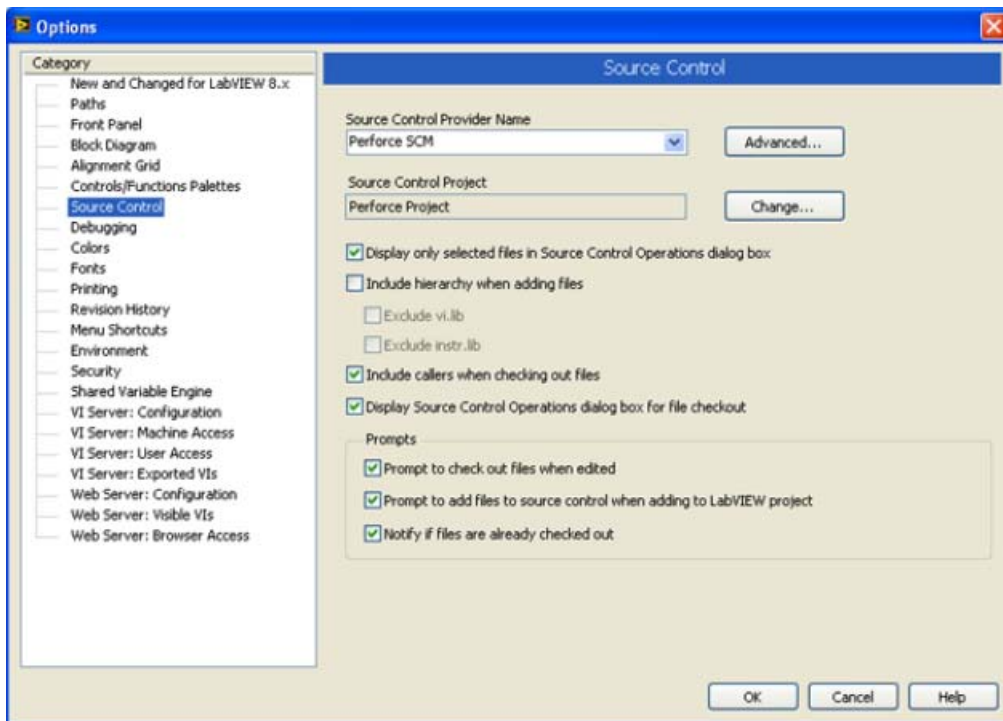 Options
Category
New and Changed for LabVIEW 8.x
Paths
Front Panel
Block Diagram
Alignment Grid
Controls/Functions Palettes
Source Control
Debugging
Colors
Fonts
Printing
Revision History
Menu Shortcuts
Environment
Security
Shared Variable Engine
VI Server: Configuration
VI Server: Machine Access
VI Server: User Access
VI Server: Exported VIs
Web Server: Configuration
Web Server: Visible VIs
Web Server: Browser Access
Source Control
Source Control Provider Name
Perforce SCM
Advanced...
Source Control Project
Perforce Project
Change...
Display only selected files in Source Control Operations dialog box
Include hierarchy when adding files
Exclude vi.lib
Exclude instr.lib
Include callers when checking out files
Display Source Control Operations dialog box for file checkout
Prompts
Prompt to check out files when edited
Prompt to add files to source control when adding to LabVIEW project
Notify if files are already checked out
OK
Cancel
Help